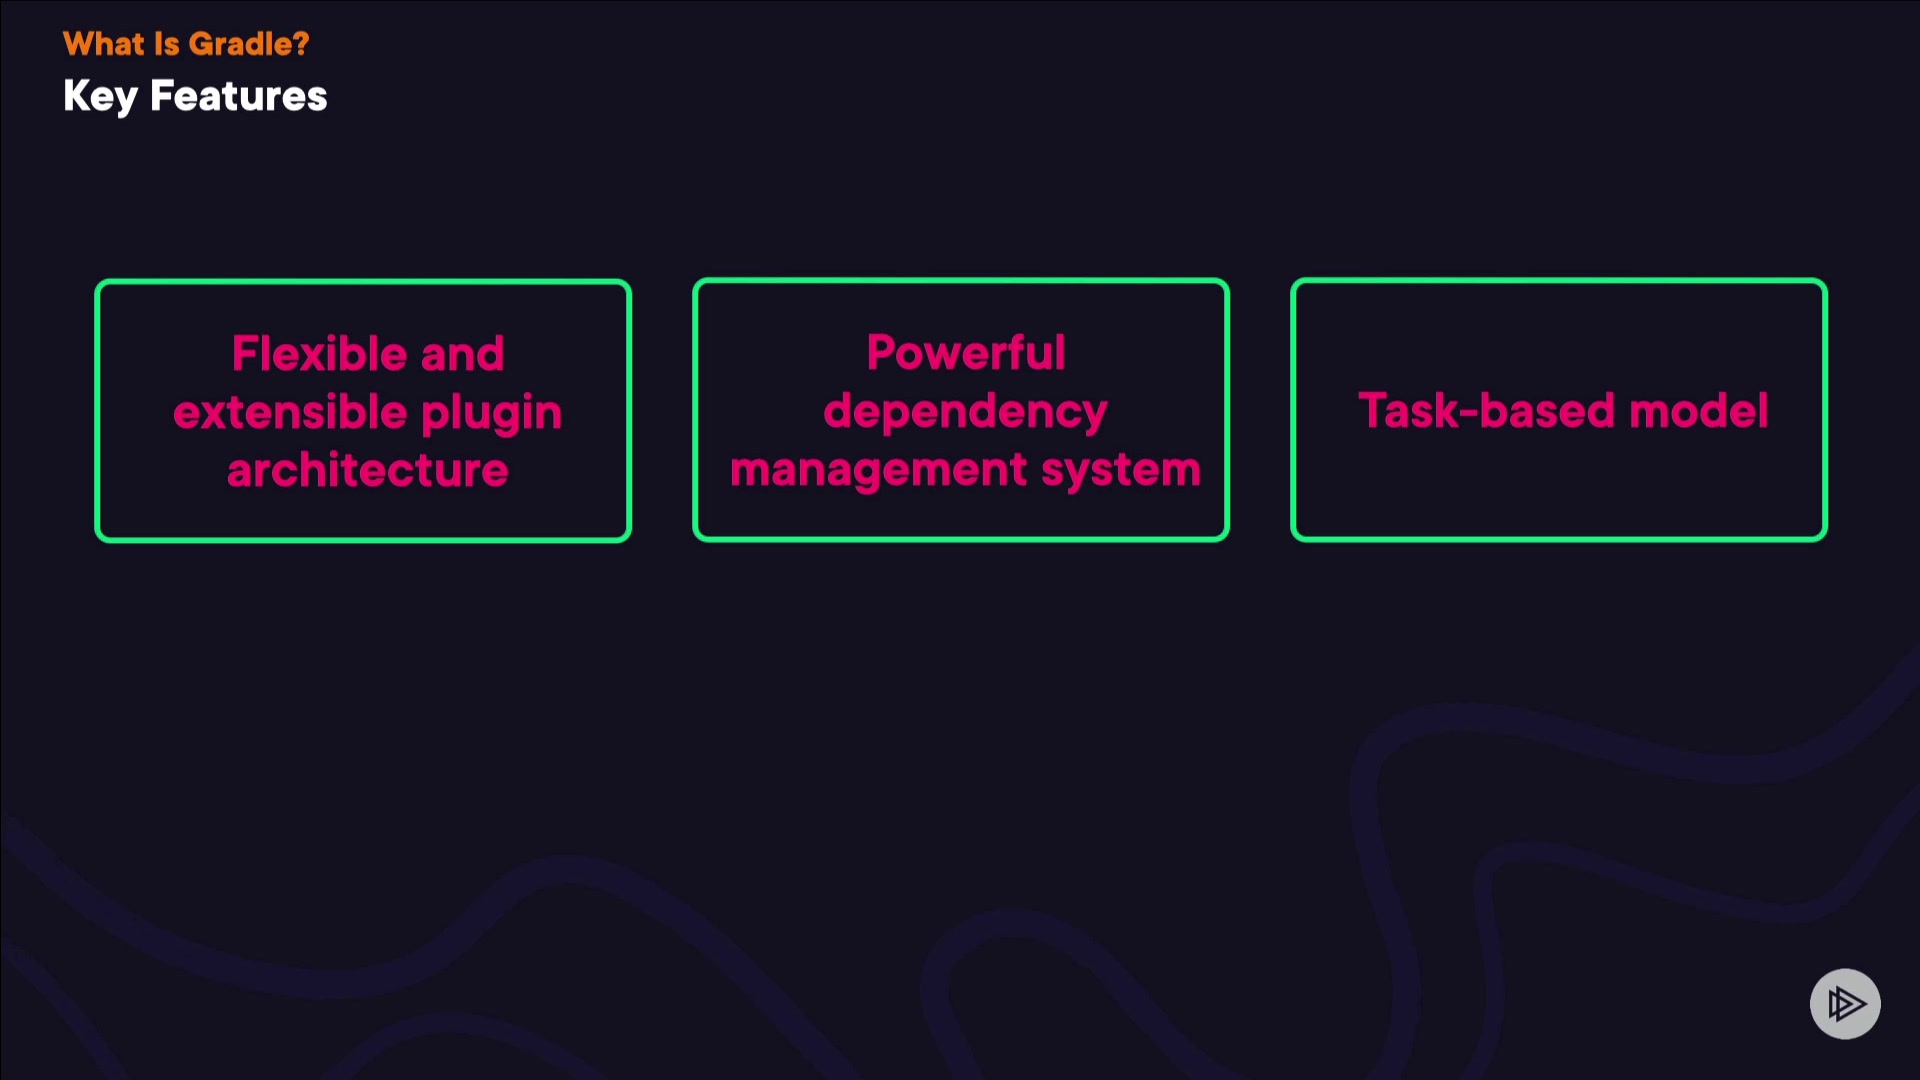 What Is Gradle?
Key Features
Flexible and
extensible plugin
architecture
Powerful
dependency
management system
Task-based model